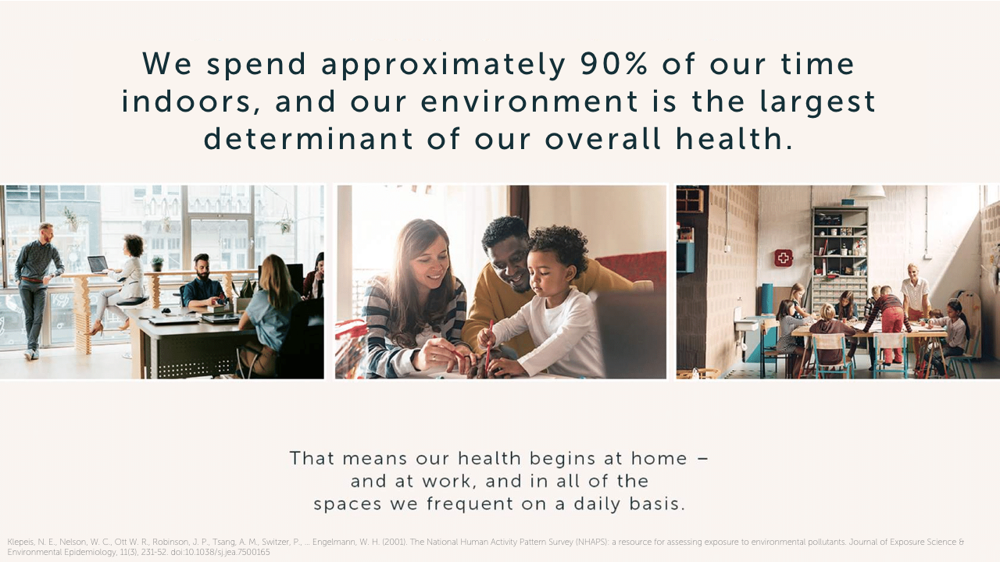 We spend approximately 90% of our time
indoors, and our environment is the largest
determinant of our overall health.
That means our health begins at home –
and at work, and in all of the
spaces we frequent on a daily basis.
Klepeis, N. E., Nelson, W. C., Ott W. R., Robinson, J. P., Tsang, A. M., Switzer, P., ... Engelmann, W. H. (2001). The National Human Activity Pattern Survey (NHAPS): a resource for assessing exposure to environmental pollutants. Journal of Exposure Science &
Environmental Epidemiology, 11(3), 231-52. doi:10.1038/sj.jea.7500165